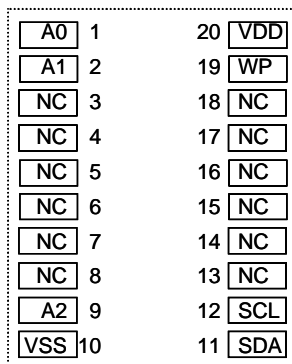 A0 1 20 VDD
A1 2 19 WP
NC 3 18 NC
NC 4 17 NC
NC 5 16 NC
NC 6 15 NC
NC 7 14 NC
NC 8 13 NC
A2 9 12 SCL
VSS 10 11 SDA